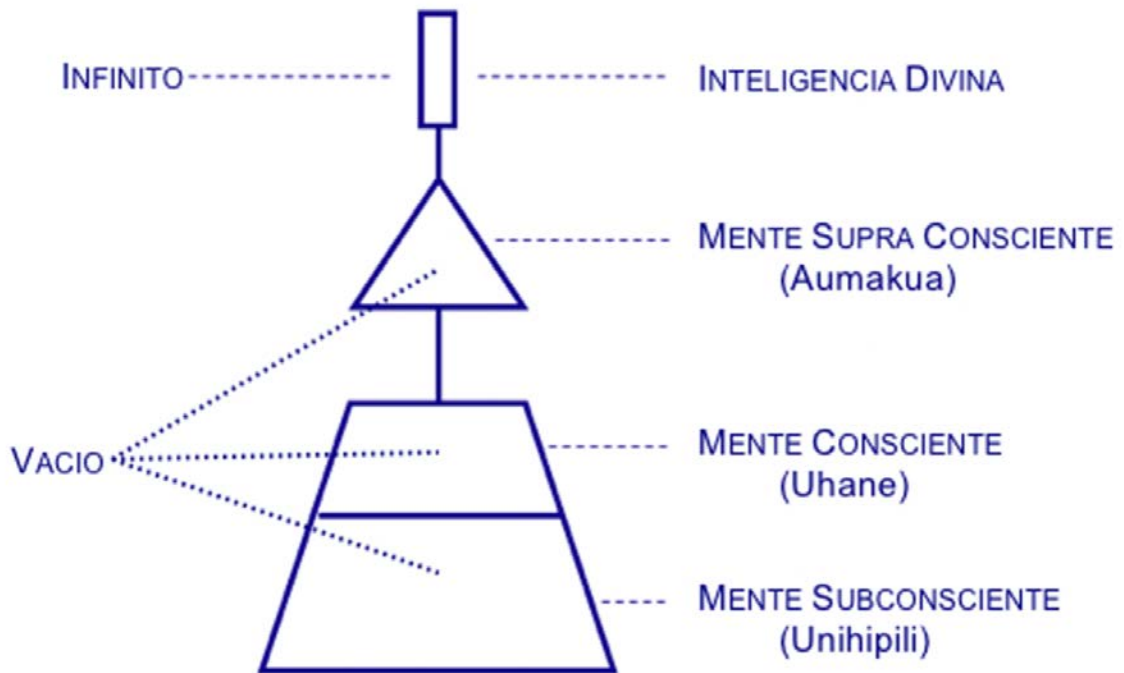 INFINITO
INTELIGENCIA DIVINA
MENTE SUPRA CONSCIENTE
(Aumakua)
VACIO
MENTE CONSCIENTE
(Uhane)
MENTE SUBCONSCIENTE
(Unihipili)